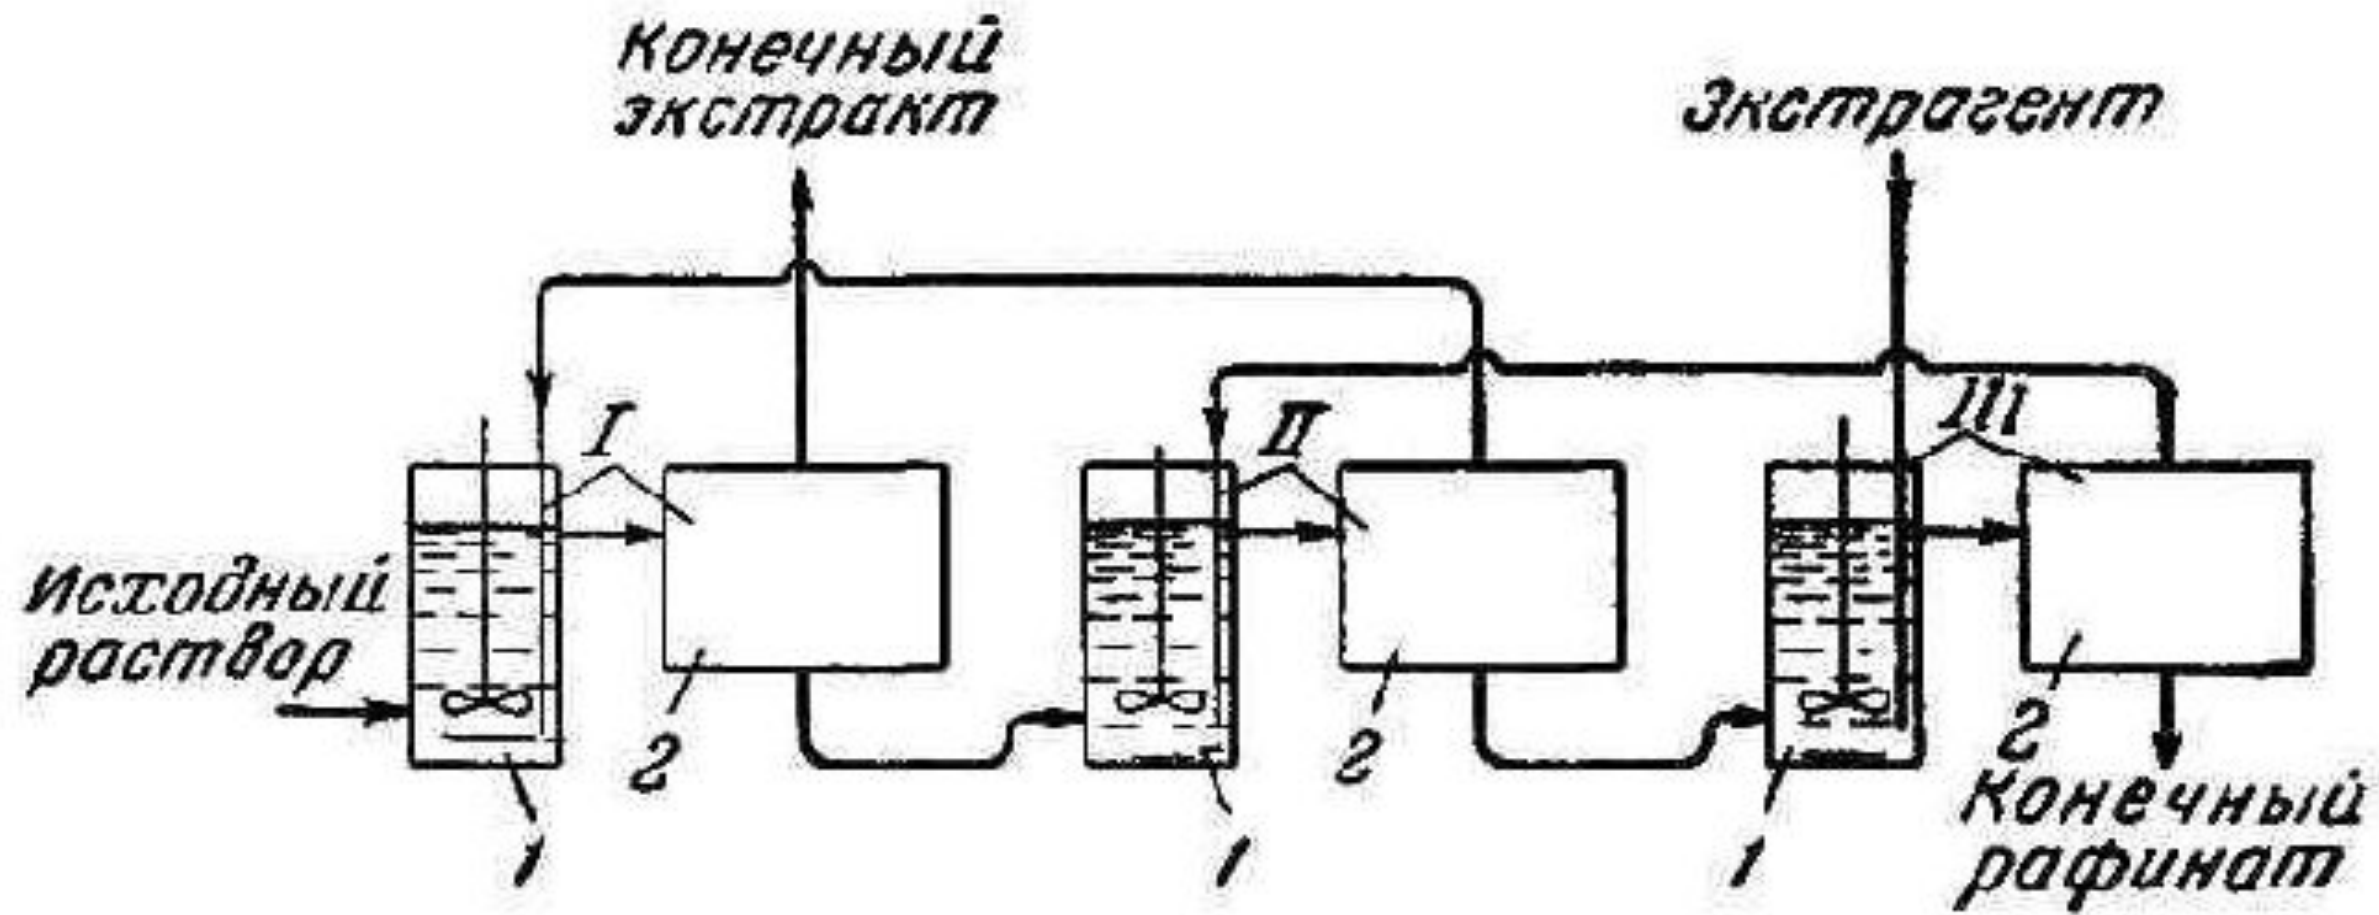 Конечный
экстракт
Экстрагент
I
II
III
Исходный
раствор
2
2
2
1
1
1
Конечный
рафинат